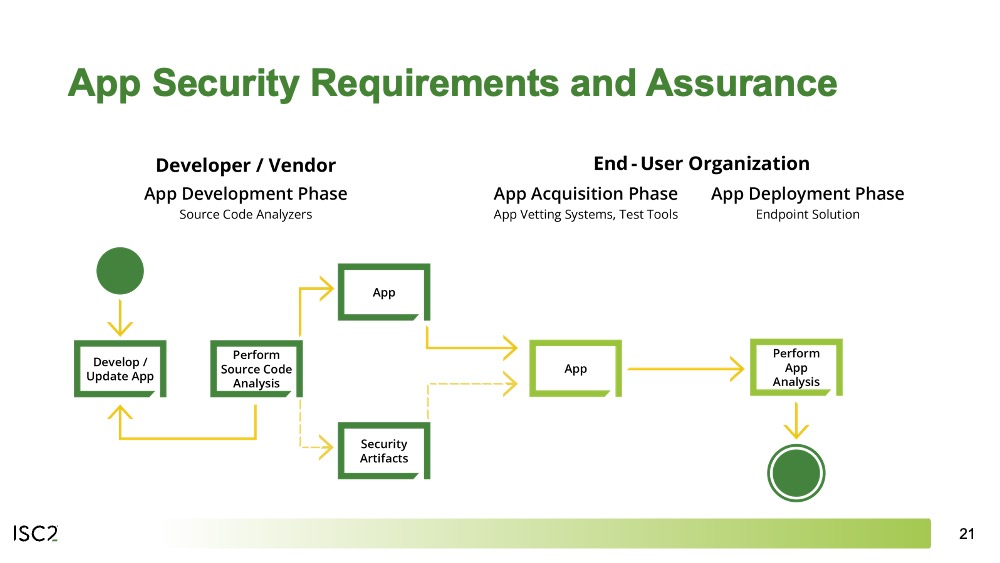 App Security Requirements and Assurance
Developer / Vendor
App Development Phase
Source Code Analyzers
End - User Organization
App Acquisition Phase
App Vetting Systems, Test Tools
App Deployment Phase
Endpoint Solution
Develop /
Update App
Perform
Source Code
Analysis
App
Security
Artifacts
App
Perform
App
Analysis
ISC2
21